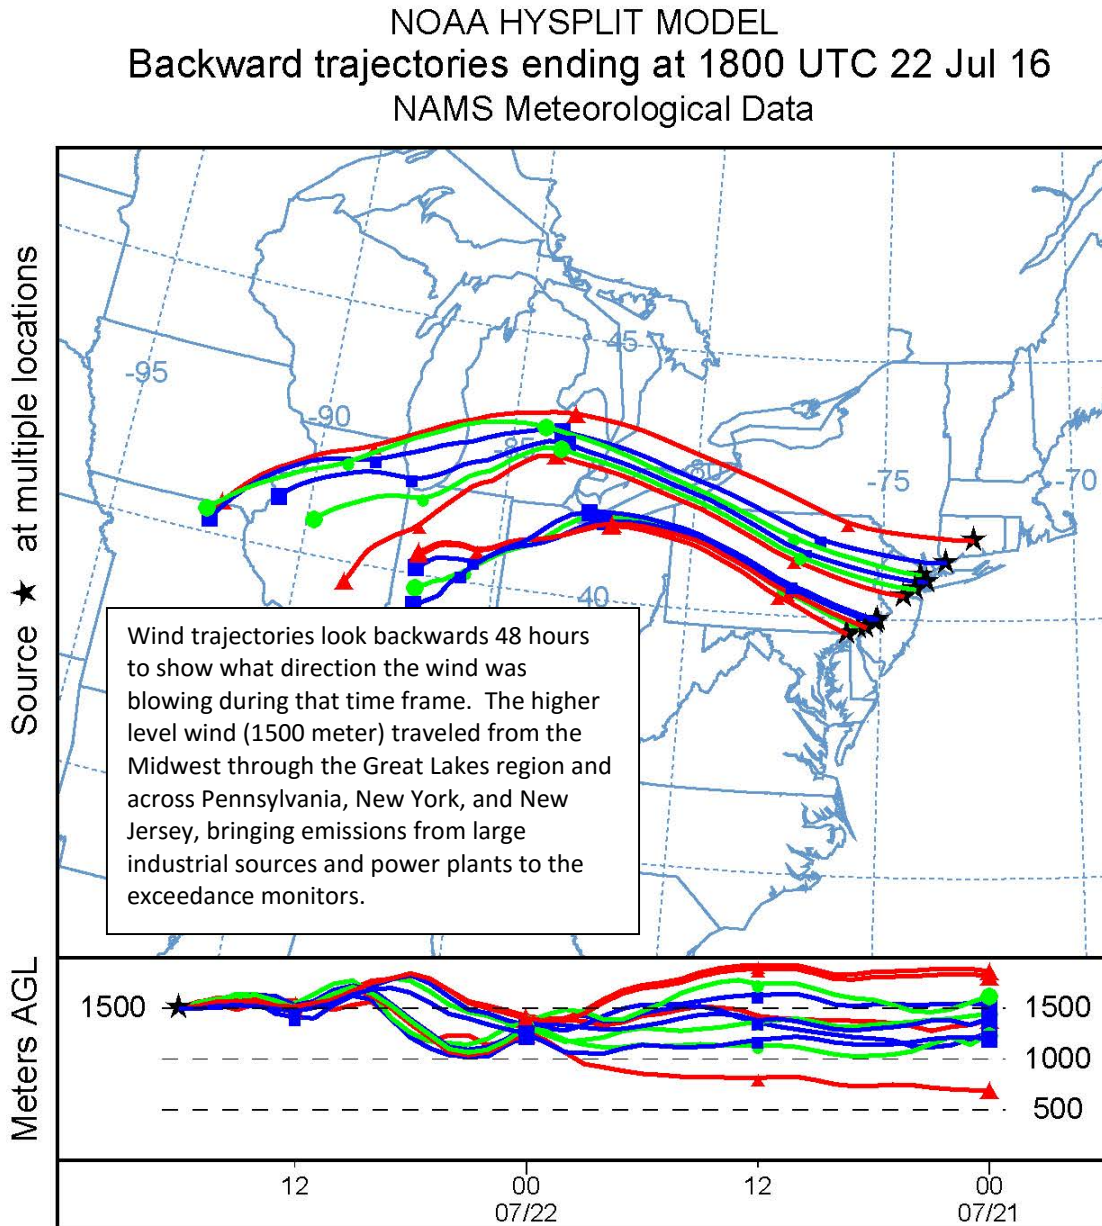 NOAA HYSPLIT MODEL
Backward trajectories ending at 1800 UTC 22 Jul 16
NAMS Meteorological Data
Source ★ at multiple locations
45
-95
-90
-85
-80
-75
-70
40
Wind trajectories look backwards 48 hours
to show what direction the wind was
blowing during that time frame.  The higher
level wind (1500 meter) traveled from the
Midwest through the Great Lakes region and
across Pennsylvania, New York, and New
Jersey, bringing emissions from large
industrial sources and power plants to the
exceedance monitors.
Meters AGL
1500
1500
1000
500
12
00
12
00
07/22
07/21